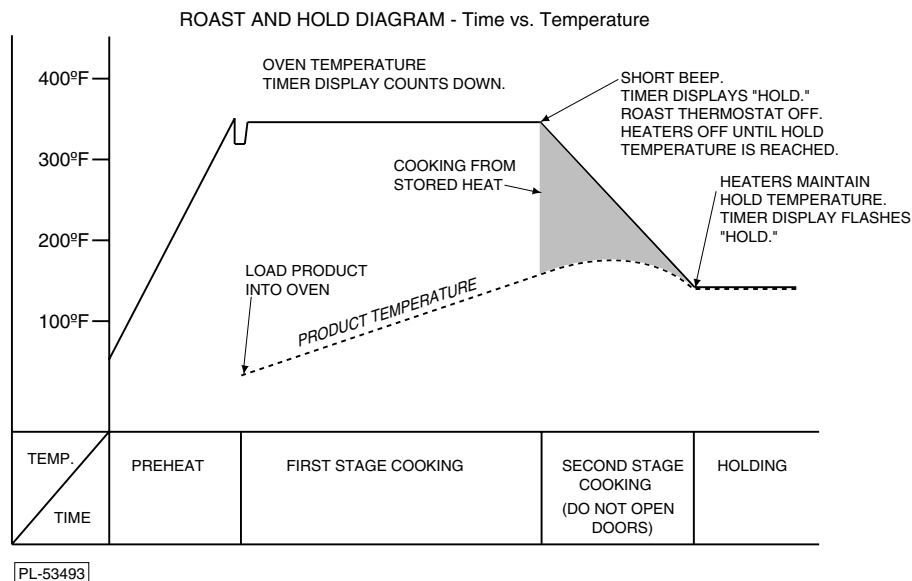 ROAST AND HOLD DIAGRAM - Time vs. Temperature
400ºF
300ºF
200ºF
100ºF
OVEN TEMPERATURE
TIMER DISPLAY COUNTS DOWN.
SHORT BEEP.
TIMER DISPLAYS "HOLD."
ROAST THERMOSTAT OFF.
HEATERS OFF UNTIL HOLD
TEMPERATURE IS REACHED.
COOKING FROM
STORED HEAT
HEATERS MAINTAIN
HOLD TEMPERATURE.
TIMER DISPLAY FLASHES
"HOLD."
LOAD PRODUCT
INTO OVEN
PRODUCT TEMPERATURE
TEMP.
TIME
PREHEAT
FIRST STAGE COOKING
SECOND STAGE
COOKING
(DO NOT OPEN
DOORS)
HOLDING
PL-53493